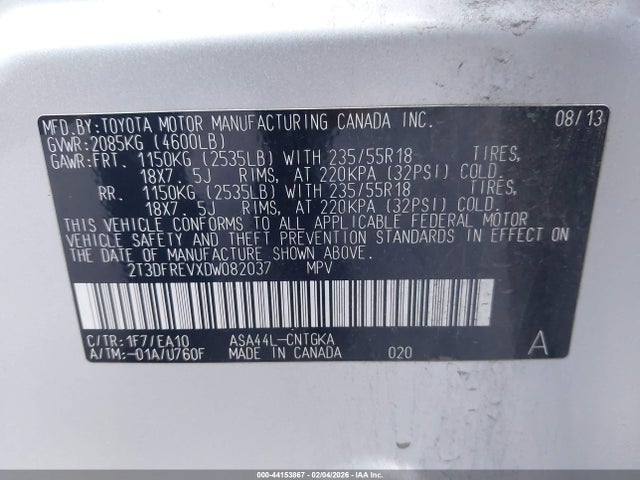 MFD.BY:TOYOTA MOTOR MANUFACTURING CANADA INC. 08/13
GVWR:2085KG (4600LB)
GAWR:FRT. 1150KG (2535LB) WITH 235/55R18 TIRES,
18X7.5J RIMS, AT 220KPA (32PSI) COLD.
RR. 1150KG (2535LB) WITH 235/55R18 TIRES,
18X7.5J RIMS, AT 220KPA (32PSI) COLD.
THIS VEHICLE CONFORMS TO ALL APPLICABLE FEDERAL MOTOR
VEHICLE SAFETY AND THEFT PREVENTION STANDARDS IN EFFECT ON
THE DATE OF MANUFACTURE SHOWN ABOVE.
2T3DFREVXDW082037 MPV
C/TR:1F7/EA10 ASA44L-CNTGKA
A/TM:-01A/U760F MADE IN CANADA 020 A
000-44153867 - 02/04/2026 - IAAI.COM